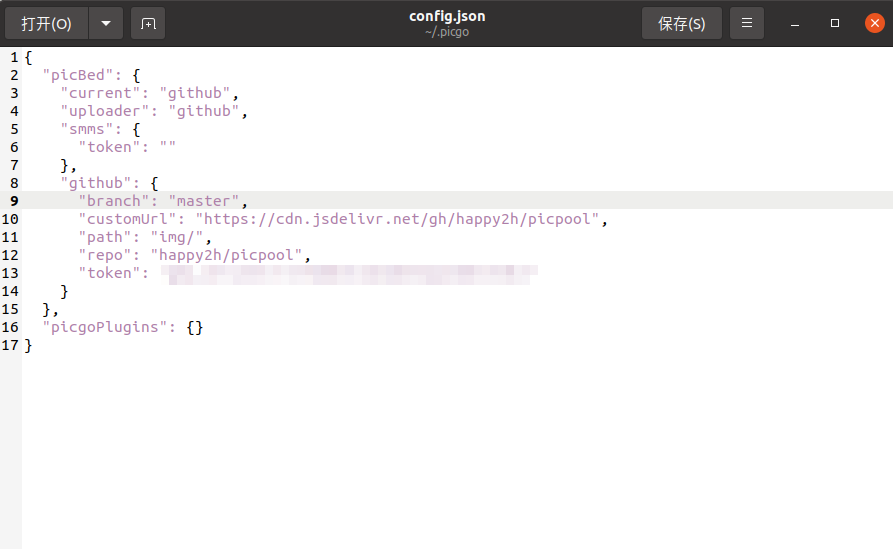 打开(O)
config.json
~/.picgo
保存(S)
1 {
2   "picBed": {
3     "current": "github",
4     "uploader": "github",
5     "smms": {
6       "token": ""
7     },
8     "github": {
9       "branch": "master",
10       "customUrl": "https://cdn.jsdelivr.net/gh/happy2h/picpool",
11       "path": "img/",
12       "repo": "happy2h/picpool",
13       "token":
14     }
15   },
16   "picgoPlugins": {}
17 }